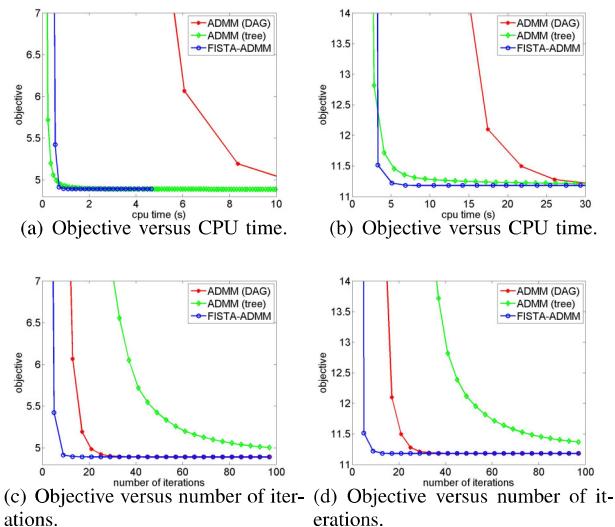 7
6.5
6
5.5
5
objective
0 2 4 6 8 10
cpu time (s)
ADMM (DAG)
ADMM (tree)
FISTA-ADMM
(a) Objective versus CPU time.
14
13.5
13
12.5
12
11.5
11
objective
0 5 10 15 20 25 30
cpu time (s)
ADMM (DAG)
ADMM (tree)
FISTA-ADMM
(b) Objective versus CPU time.
7
6.5
6
5.5
5
objective
0 20 40 60 80 100
number of iterations
ADMM (DAG)
ADMM (tree)
FISTA-ADMM
(c) Objective versus number of iter-
ations.
14
13.5
13
12.5
12
11.5
11
objective
0 20 40 60 80 100
number of iterations
ADMM (DAG)
ADMM (tree)
FISTA-ADMM
(d) Objective versus number of it-
erations.